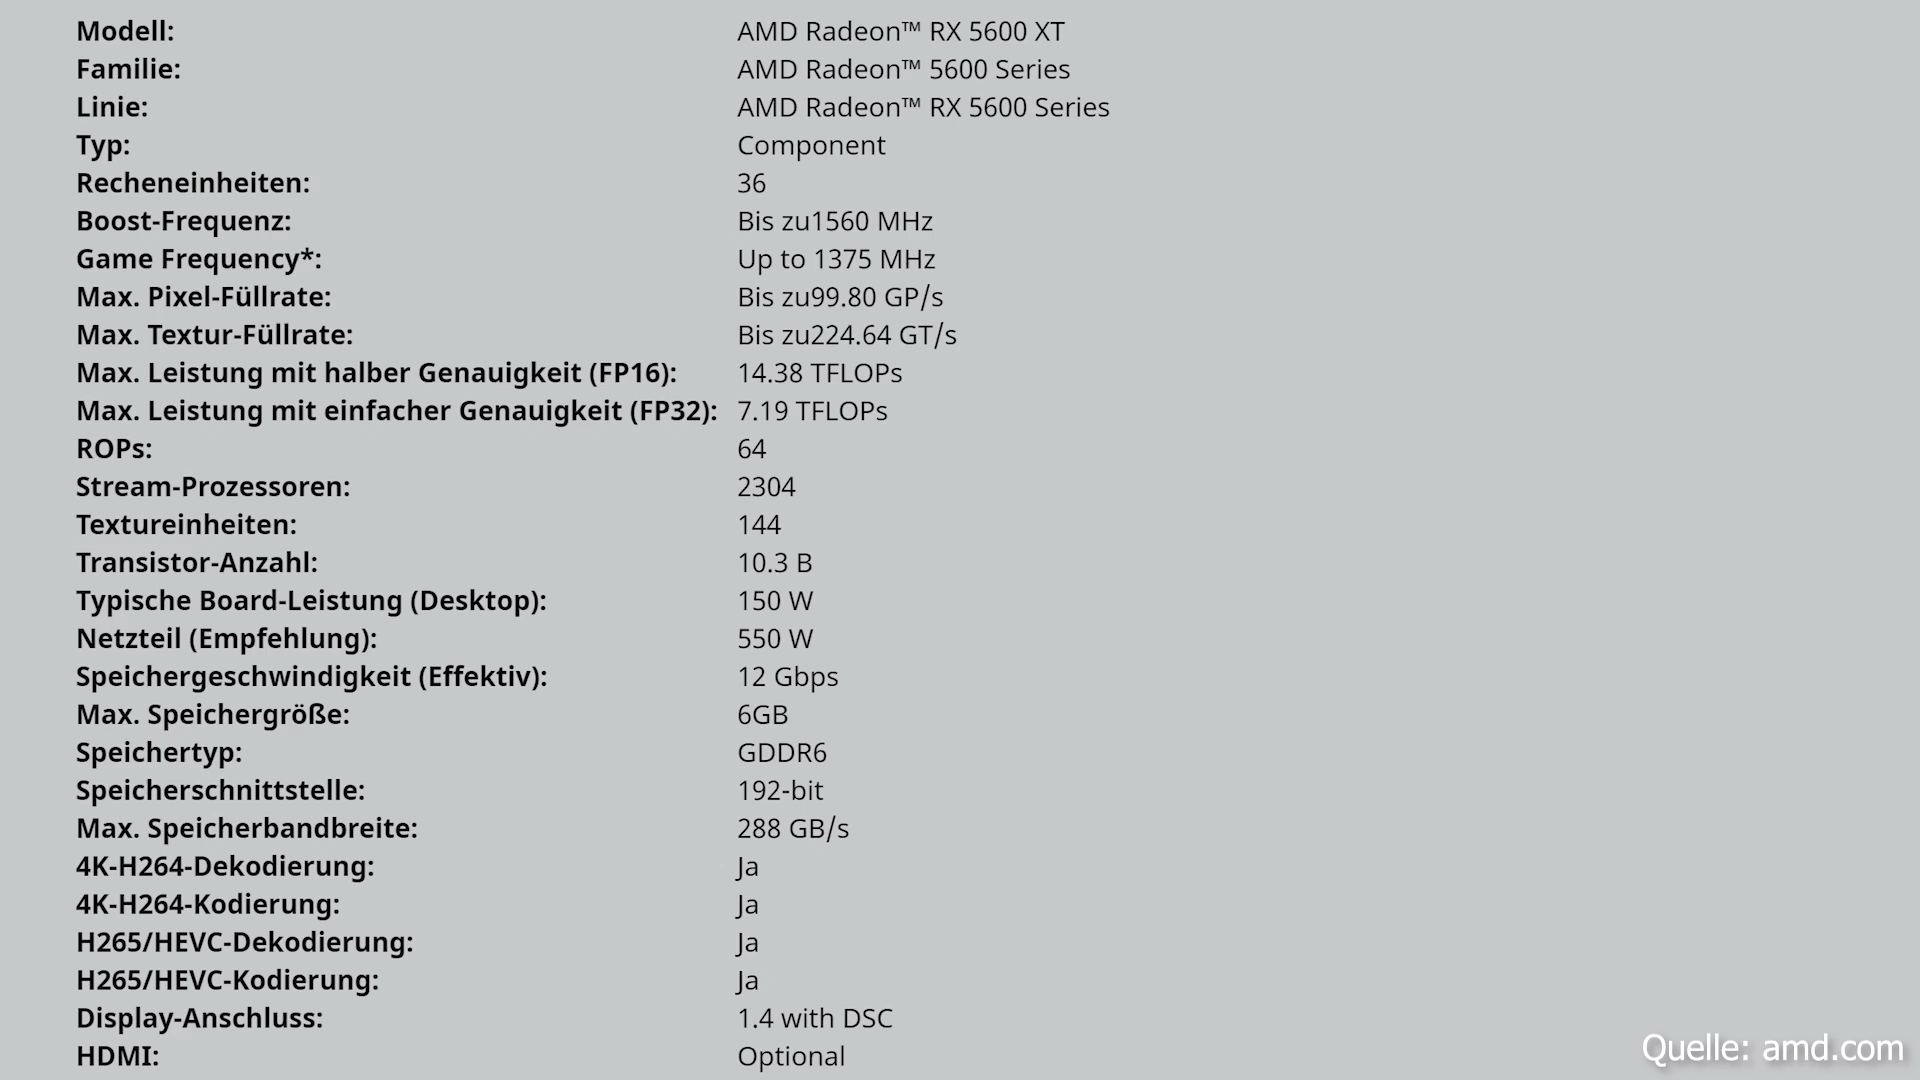 Modell: AMD Radeon™ RX 5600 XT
Familie: AMD Radeon™ 5600 Series
Linie: AMD Radeon™ RX 5600 Series
Typ: Component
Recheneinheiten: 36
Boost-Frequenz: Bis zu1560 MHz
Game Frequency*: Up to 1375 MHz
Max. Pixel-Füllrate: Bis zu99.80 GP/s
Max. Textur-Füllrate: Bis zu224.64 GT/s
Max. Leistung mit halber Genauigkeit (FP16): 14.38 TFLOPs
Max. Leistung mit einfacher Genauigkeit (FP32): 7.19 TFLOPs
ROPs: 64
Stream-Prozessoren: 2304
Textureinheiten: 144
Transistor-Anzahl: 10.3 B
Typische Board-Leistung (Desktop): 150 W
Netzteil (Empfehlung): 550 W
Speichergeschwindigkeit (Effektiv): 12 Gbps
Max. Speichergröße: 6GB
Speichertyp: GDDR6
Speicherschnittstelle: 192-bit
Max. Speicherbandbreite: 288 GB/s
4K-H264-Dekodierung: Ja
4K-H264-Kodierung: Ja
H265/HEVC-Dekodierung: Ja
H265/HEVC-Kodierung: Ja
Display-Anschluss: 1.4 with DSC
HDMI: Optional
Quelle: amd.com